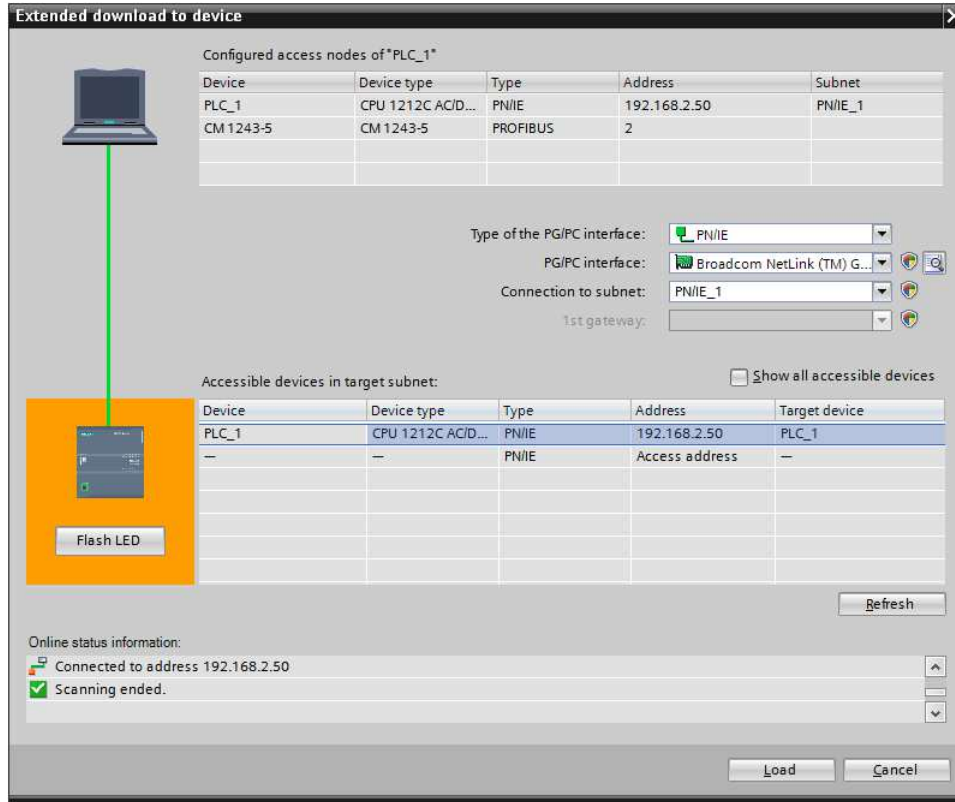 Extended download to device
Configured access nodes of "PLC_1"
Device Device type Type Address Subnet
PLC_1 CPU 1212C AC/D... PN/IE 192.168.2.50 PN/IE_1
CM 1243-5 CM 1243-5 PROFIBUS 2
Type of the PG/PC interface: PN/IE
PG/PC interface: Broadcom NetLink (TM) G...
Connection to subnet: PN/IE_1
1st gateway:
Accessible devices in target subnet: Show all accessible devices
Device Device type Type Address Target device
PLC_1 CPU 1212C AC/D... PN/IE 192.168.2.50 PLC_1
— — PN/IE Access address —
Flash LED
Refresh
Online status information:
Connected to address 192.168.2.50
Scanning ended.
Load Cancel